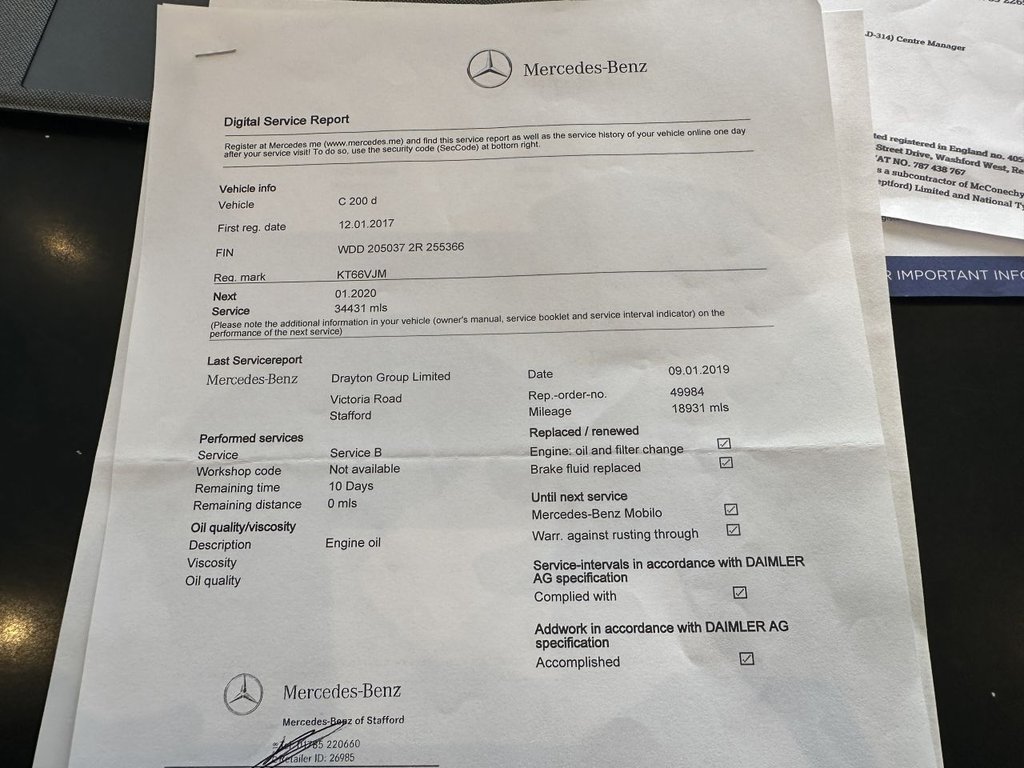 Mercedes-Benz
Digital Service Report
Register at Mercedes me (www.mercedes.me) and find this service report as well as the service history of your vehicle online one day
after your service visit! To do so, use the security code (SecCode) at bottom right.
Vehicle info
Vehicle C 200 d
First reg. date 12.01.2017
FIN WDD 205037 2R 255366
Reg. mark KT66VJM
Next 01.2020
Service 34431 mls
(Please note the additional information in your vehicle (owner's manual, service booklet and service interval indicator) on the
performance of the next service)
Last Servicereport
Mercedes-Benz Drayton Group Limited
Victoria Road
Stafford
Date 09.01.2019
Rep.-order-no. 49984
Mileage 18931 mls
Performed services
Service Service B
Workshop code Not available
Remaining time 10 Days
Remaining distance 0 mls
Oil quality/viscosity
Description Engine oil
Viscosity
Oil quality
Replaced / renewed
Engine: oil and filter change ☑
Brake fluid replaced ☑
Until next service
Mercedes-Benz Mobilo ☑
Warr. against rusting through ☑
Service-intervals in accordance with DAIMLER
AG specification
Complied with ☑
Addwork in accordance with DAIMLER AG
specification
Accomplished ☑
Mercedes-Benz
Mercedes-Benz of Stafford
220660
ID: 26985
D-314) Centre Manager
registered in England no.
Street Drive, Washford West,
VAT NO. 787 438 767
s a subcontractor of McConechy
Limited and National
IMPORTANT